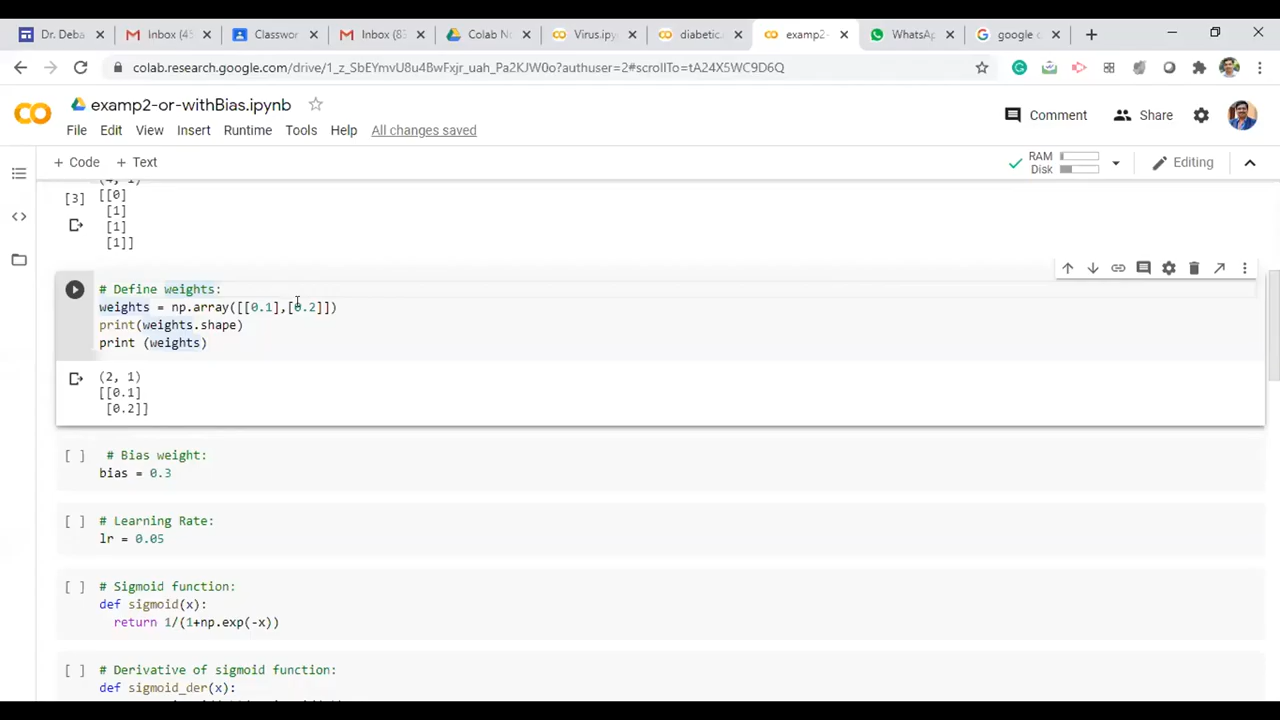 Dr. Deba
Inbox (45
Classwor
Inbox (83
Colab No
Virus.ipy
diabetic.
examp2-
WhatsAp
google c
colab.research.google.com/drive/1_z_SbEYmvU8u4BwFxjr_uah_Pa2KJW0o?authuser=2#scrollTo=tA24X5WC9D6Q
examp2-or-withBias.ipynb
Comment
Share
File Edit View Insert Runtime Tools Help All changes saved
+ Code + Text
RAM
Disk
Editing
(4, 1)
[3] [[0]
[1]
[1]
[1]]
# Define weights:
weights = np.array([[0.1],[0.2]])
print(weights.shape)
print (weights)
(2, 1)
[[0.1]
[0.2]]
[ ] # Bias weight:
bias = 0.3
[ ] # Learning Rate:
lr = 0.05
[ ] # Sigmoid function:
def sigmoid(x):
return 1/(1+np.exp(-x))
[ ] # Derivative of sigmoid function:
def sigmoid_der(x):